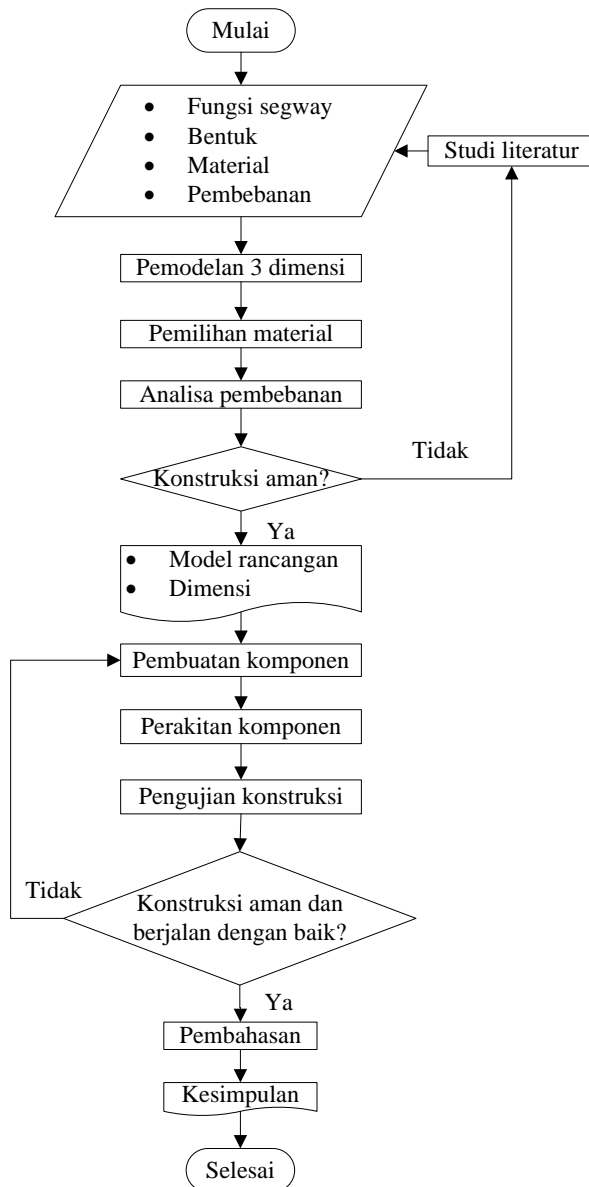 Mulai
• Fungsi segway
• Bentuk
• Material
• Pembebanan
Studi literatur
Pemodelan 3 dimensi
Pemilihan material
Analisa pembebanan
Tidak
Konstruksi aman?
Ya
• Model rancangan
• Dimensi
Pembuatan komponen
Perakitan komponen
Pengujian konstruksi
Tidak
Konstruksi aman dan
berjalan dengan baik?
Ya
Pembahasan
Kesimpulan
Selesai